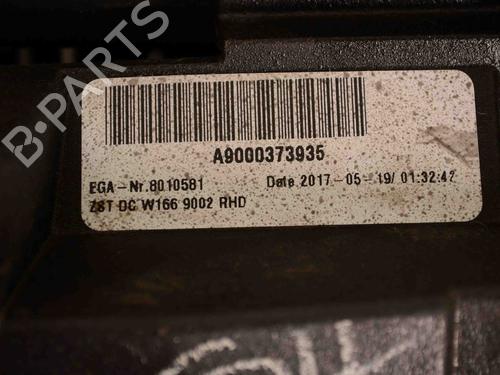 B-PARTS
A9000373935
EGA-Nr.8010581 Date 2017-05-19/ 01:32:42
ZST DC W166 9002 RHD